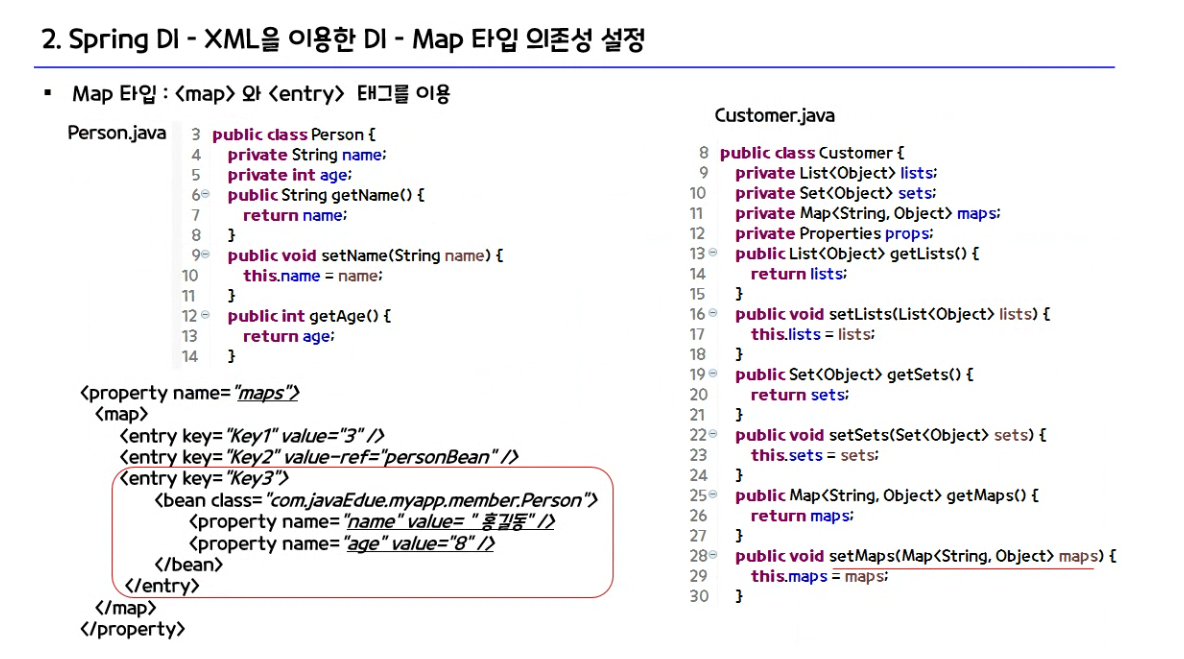 2. Spring DI - XML을 이용한 DI - Map 타입 의존성 설정
▪ Map 타입 : <map> 와 <entry> 태그를 이용
Person.java
3 public class Person {
4 private String name;
5 private int age;
6 public String getName() {
7 return name;
8 }
9 public void setName(String name) {
10 this.name = name;
11 }
12 public int getAge() {
13 return age;
14 }
<property name="maps">
<map>
<entry key="Key1" value="3" />
<entry key="Key2" value-ref="personBean" />
<entry key="Key3">
<bean class="com.javaEdue.myapp.member.Person">
<property name="name" value= " 홍길동" />
<property name="age" value="8" />
</bean>
</entry>
</map>
</property>
Customer.java
8 public class Customer {
9 private List<Object> lists;
10 private Set<Object> sets;
11 private Map<String, Object> maps;
12 private Properties props;
13 public List<Object> getLists() {
14 return lists;
15 }
16 public void setLists(List<Object> lists) {
17 this.lists = lists;
18 }
19 public Set<Object> getSets() {
20 return sets;
21 }
22 public void setSets(Set<Object> sets) {
23 this.sets = sets;
24 }
25 public Map<String, Object> getMaps() {
26 return maps;
27 }
28 public void setMaps(Map<String, Object> maps) {
29 this.maps = maps;
30 }